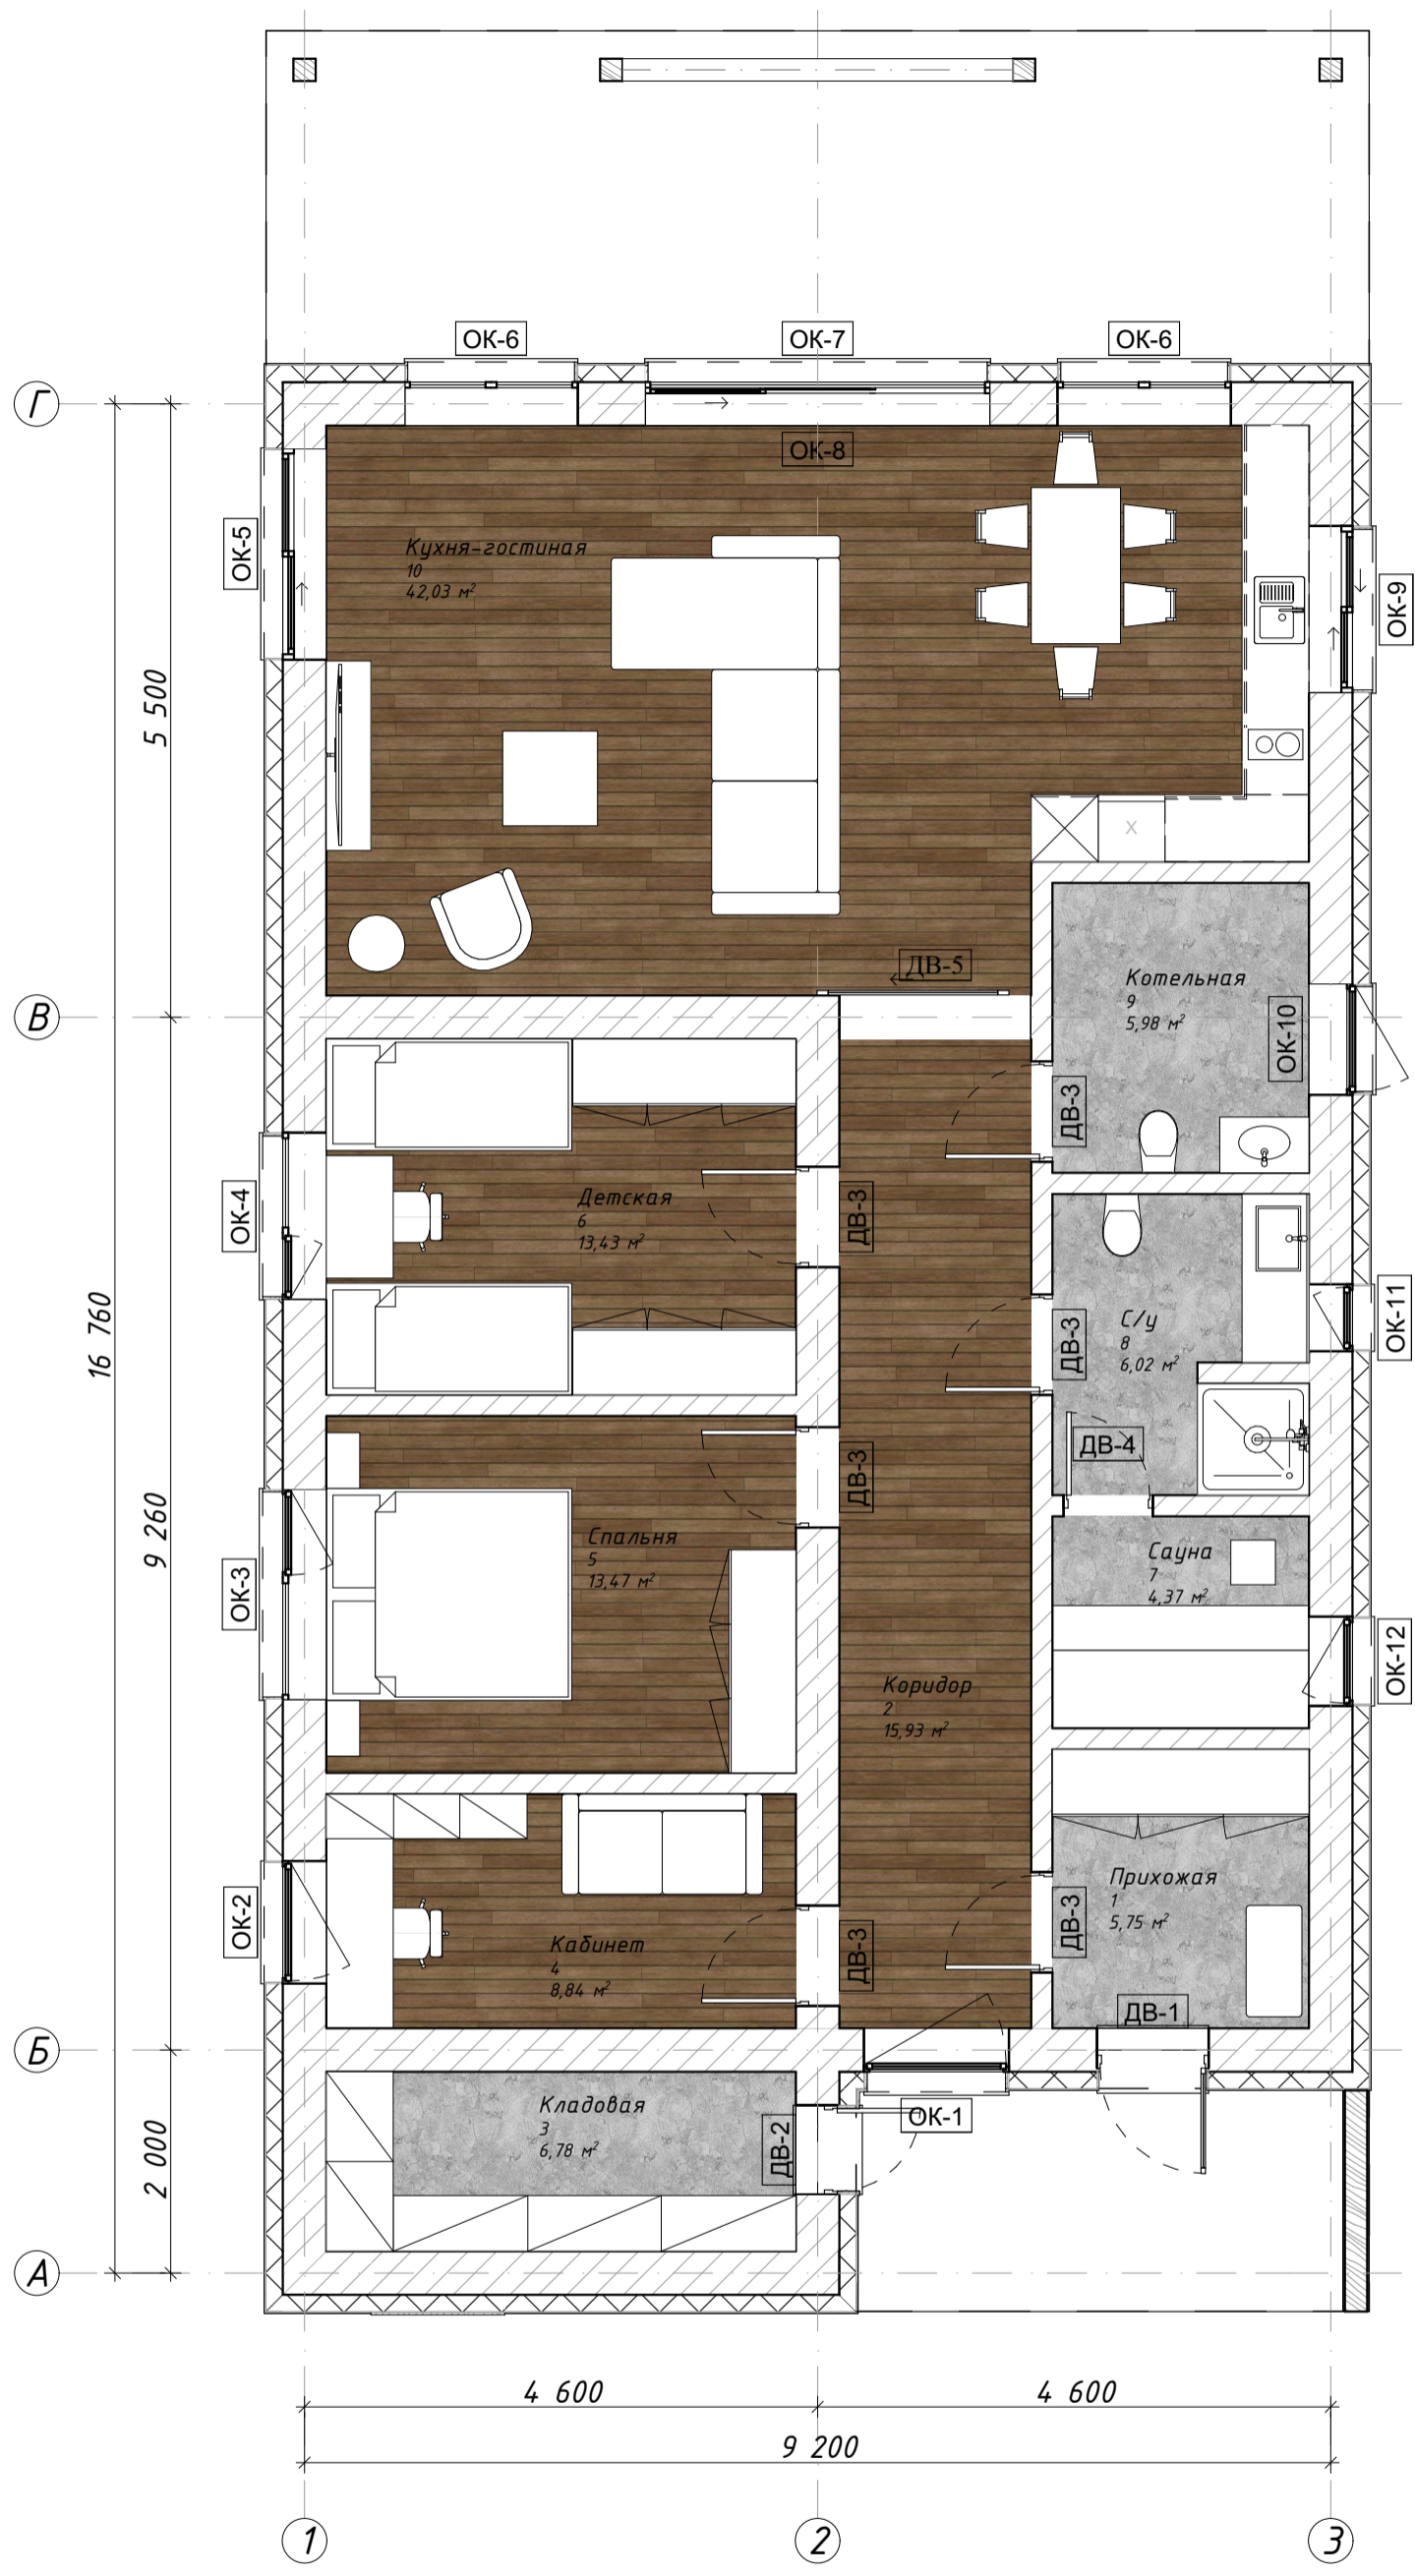 ОК-6
ОК-7
ОК-6
Г
ОК-8
ОК-5
Кухня-гостиная
10
42,03 м²
ОК-9
5 500
X
ДВ-5
Котельная
9
5,98 м²
ОК-10
В
ДВ-3
Детская
6
13,43 м²
ОК-4
ДВ-3
С/у
8
6,02 м²
ДВ-3
ОК-11
16 760
ДВ-4
ДВ-3
9 260
Спальня
5
13,47 м²
ОК-3
Сауна
7
4,37 м²
ОК-12
Коридор
2
15,93 м²
Прихожая
1
5,75 м²
ОК-2
ДВ-3
ДВ-3
Кабинет
4
8,84 м²
ДВ-1
Б
Кладовая
3
6,78 м²
ДВ-2
ОК-1
2 000
А
4 600
4 600
9 200
1
2
3